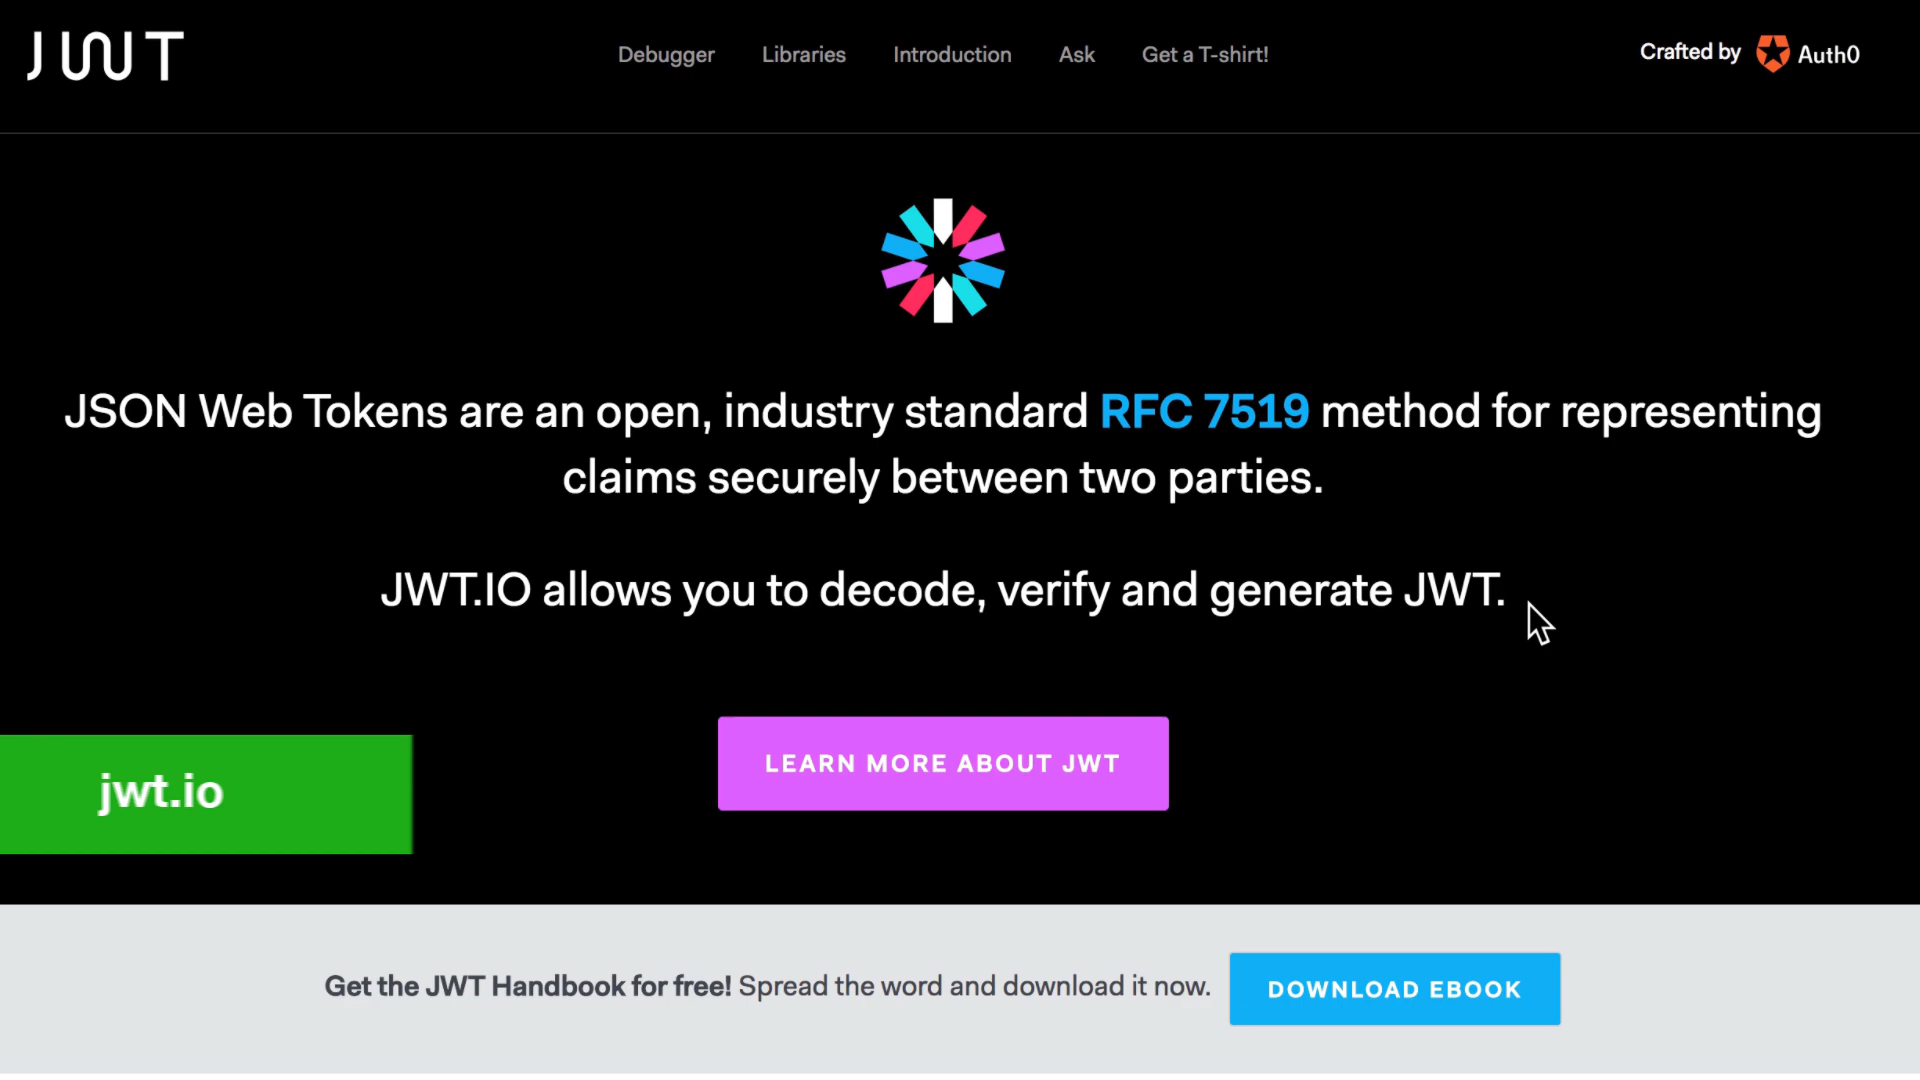 JWT
Debugger Libraries Introduction Ask Get a T-shirt! Crafted by Auth0
JSON Web Tokens are an open, industry standard RFC 7519 method for representing
claims securely between two parties.
JWT.IO allows you to decode, verify and generate JWT.
LEARN MORE ABOUT JWT
jwt.io
Get the JWT Handbook for free! Spread the word and download it now. DOWNLOAD EBOOK